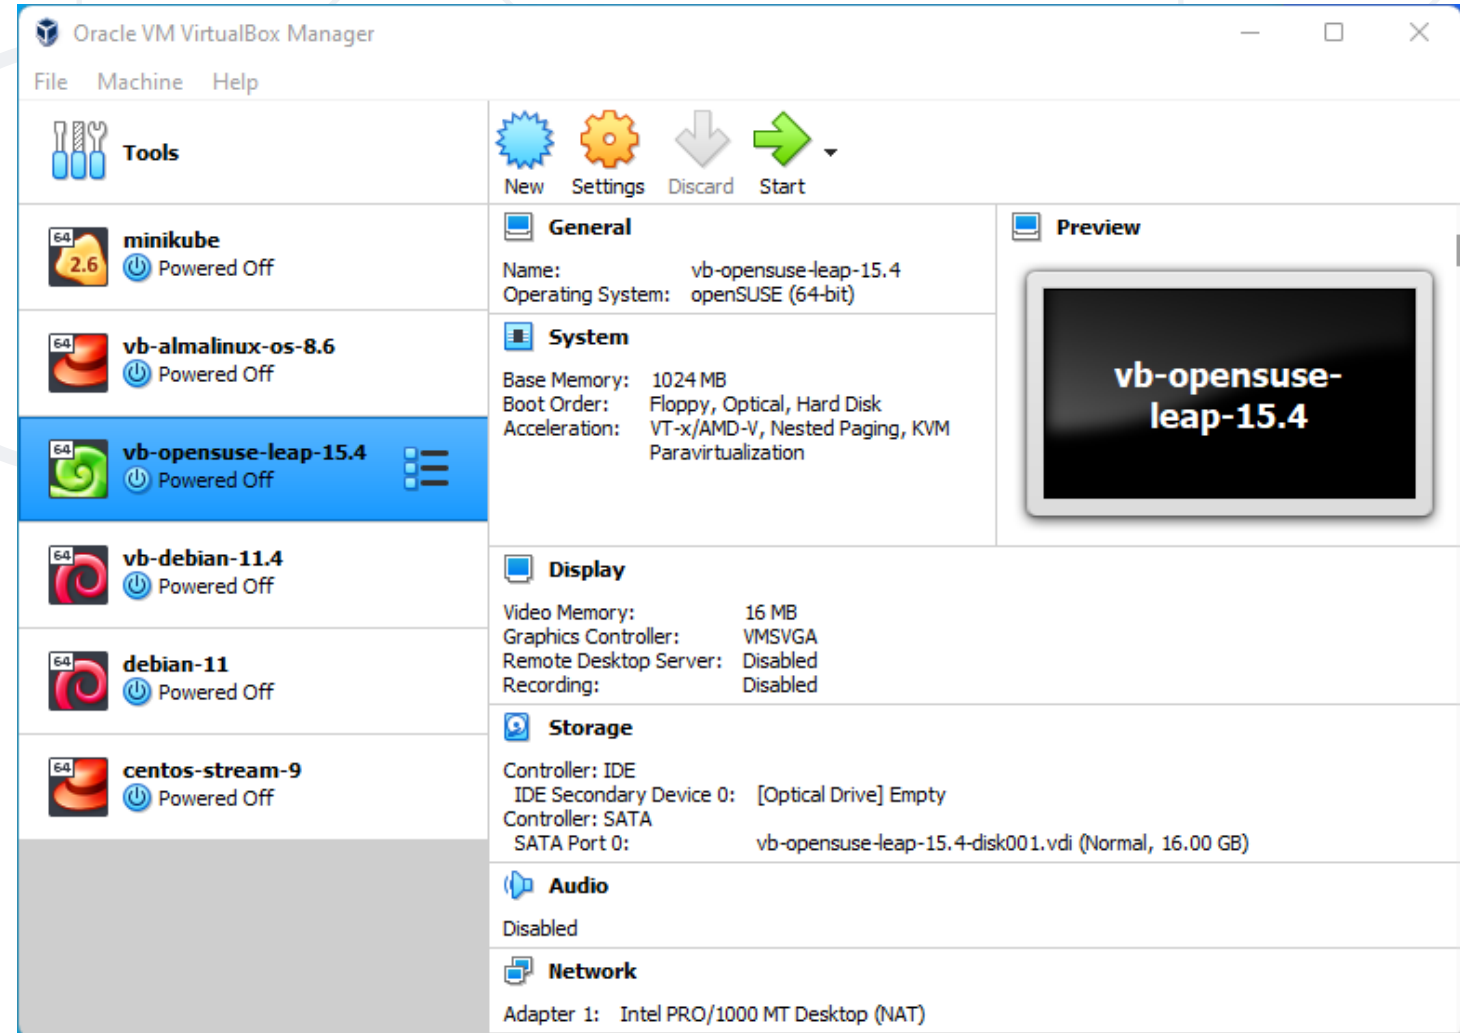 Oracle VM VirtualBox Manager
File Machine Help
Tools
New Settings Discard Start
64
2.6
minikube
Powered Off
64
vb-almalinux-os-8.6
Powered Off
64
vb-opensuse-leap-15.4
Powered Off
64
vb-debian-11.4
Powered Off
64
debian-11
Powered Off
64
centos-stream-9
Powered Off
General
Name: vb-opensuse-leap-15.4
Operating System: openSUSE (64-bit)
System
Base Memory: 1024 MB
Boot Order: Floppy, Optical, Hard Disk
Acceleration: VT-x/AMD-V, Nested Paging, KVM
Paravirtualization
Preview
vb-opensuse-
leap-15.4
Display
Video Memory: 16 MB
Graphics Controller: VMSVGA
Remote Desktop Server: Disabled
Recording: Disabled
Storage
Controller: IDE
IDE Secondary Device 0: [Optical Drive] Empty
Controller: SATA
SATA Port 0: vb-opensuse-leap-15.4-disk001.vdi (Normal, 16.00 GB)
Audio
Disabled
Network
Adapter 1: Intel PRO/1000 MT Desktop (NAT)